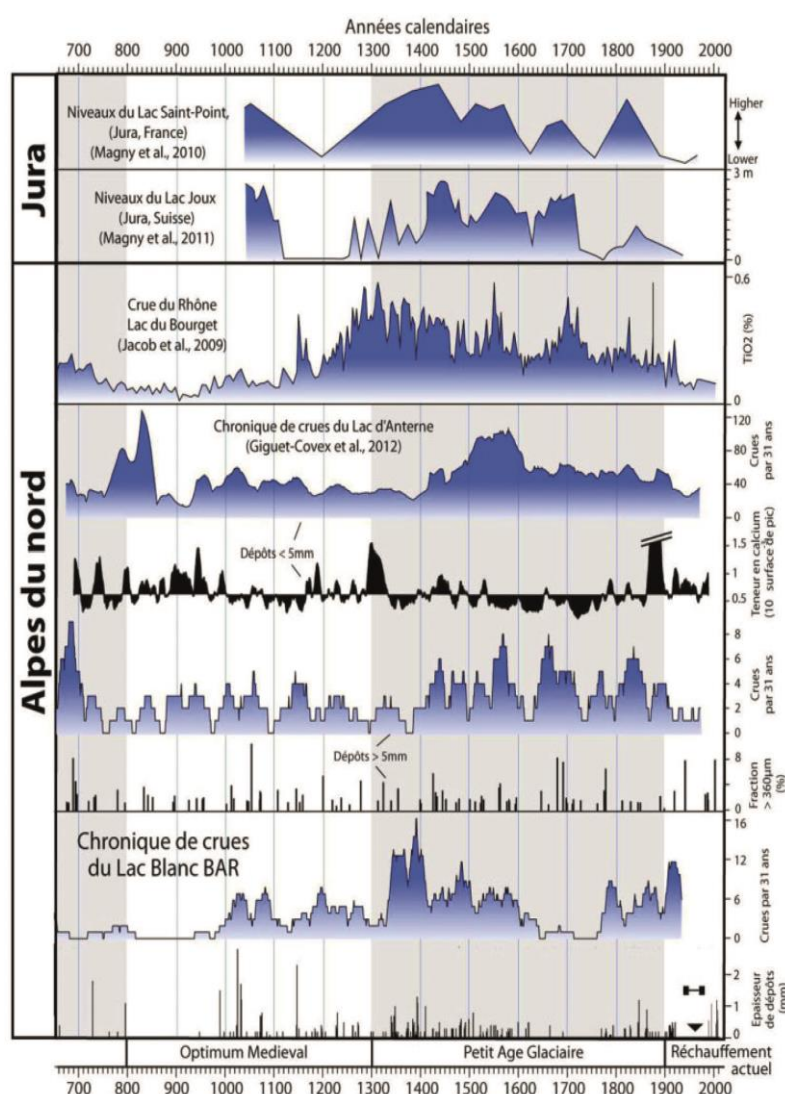 Années calendaires
700 800 900 1000 1100 1200 1300 1400 1500 1600 1700 1800 1900 2000
Jura
Niveaux du Lac Saint-Point,
(Jura, France)
(Magny et al., 2010)
Higher
Lower
Niveaux du Lac Joux
(Jura, Suisse)
(Magny et al., 2011)
3 m
0
Alpes du nord
Crue du Rhône
Lac du Bourget
(Jacob et al., 2009)
0.6
TiO2 (%)
0
Chronique de crues du Lac d'Anterne
(Giguet-Covex et al., 2012)
120
80
40
0
Crues
par 31 ans
Dépôts < 5mm
1.5
1
0.5
Teneur en calcium
(10 surface de pic)
8
6
4
2
0
Crues
par 31 ans
Dépôts > 5mm
8
4
0
Fraction
> 360µm
(%)
Chronique de crues
du Lac Blanc BAR
16
12
6
0
Crues par 31 ans
2
1
0
Epaisseur
de dépôts
(mm)
Optimum Medieval
Petit Age Glaciaire
Réchauffement
actuel
700 800 900 1000 1100 1200 1300 1400 1500 1600 1700 1800 1900 2000